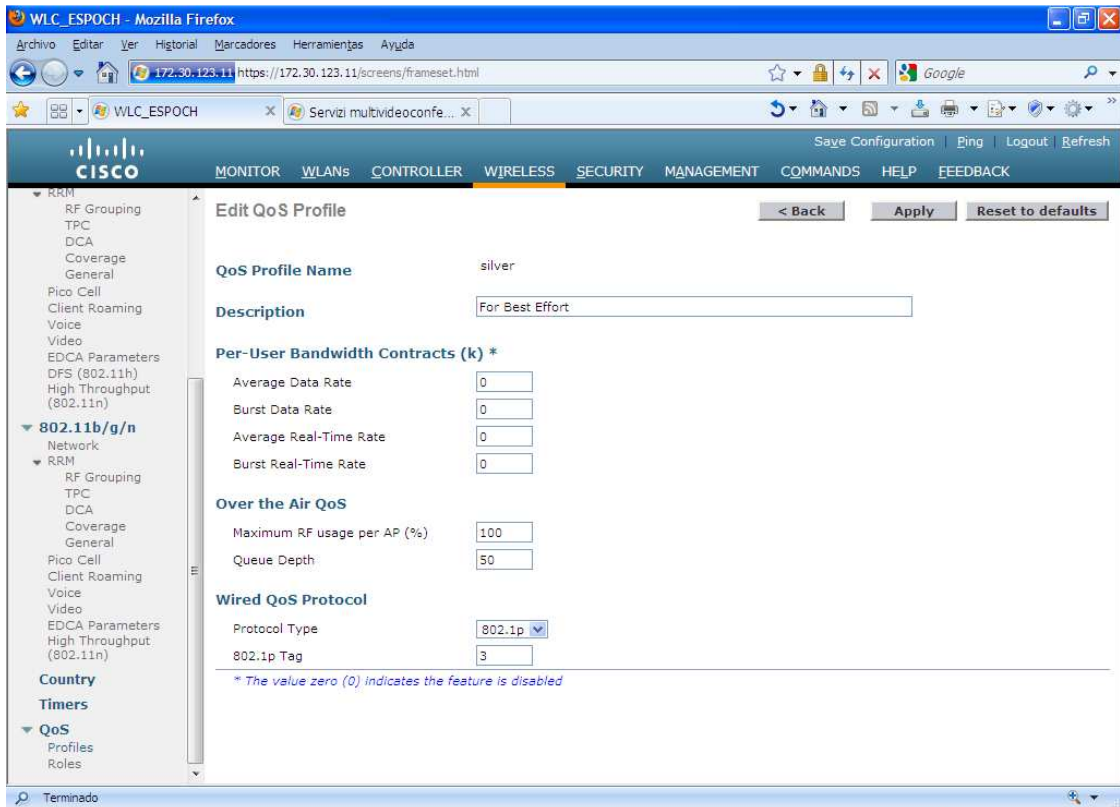 WLC_ESPOCH - Mozilla Firefox
Archivo Editar Ver Historial Marcadores Herramientas Ayuda
172.30.123.11 https://172.30.123.11/screens/frameset.html
Google
WLC_ESPOCH
Servizi multivideoconfe...
CISCO
Save Configuration Ping Logout Refresh
MONITOR WLANs CONTROLLER WIRELESS SECURITY MANAGEMENT COMMANDS HELP FEEDBACK
RRM
RF Grouping
TPC
DCA
Coverage
General
Pico Cell
Client Roaming
Voice
Video
EDCA Parameters
DFS (802.11h)
High Throughput
(802.11n)
802.11b/g/n
Network
RRM
RF Grouping
TPC
DCA
Coverage
General
Pico Cell
Client Roaming
Voice
Video
EDCA Parameters
High Throughput
(802.11n)
Country
Timers
QoS
Profiles
Roles
Edit QoS Profile
< Back Apply Reset to defaults
QoS Profile Name silver
Description For Best Effort
Per-User Bandwidth Contracts (k) *
Average Data Rate 0
Burst Data Rate 0
Average Real-Time Rate 0
Burst Real-Time Rate 0
Over the Air QoS
Maximum RF usage per AP (%) 100
Queue Depth 50
Wired QoS Protocol
Protocol Type 802.1p
802.1p Tag 3
* The value zero (0) indicates the feature is disabled
Terminado